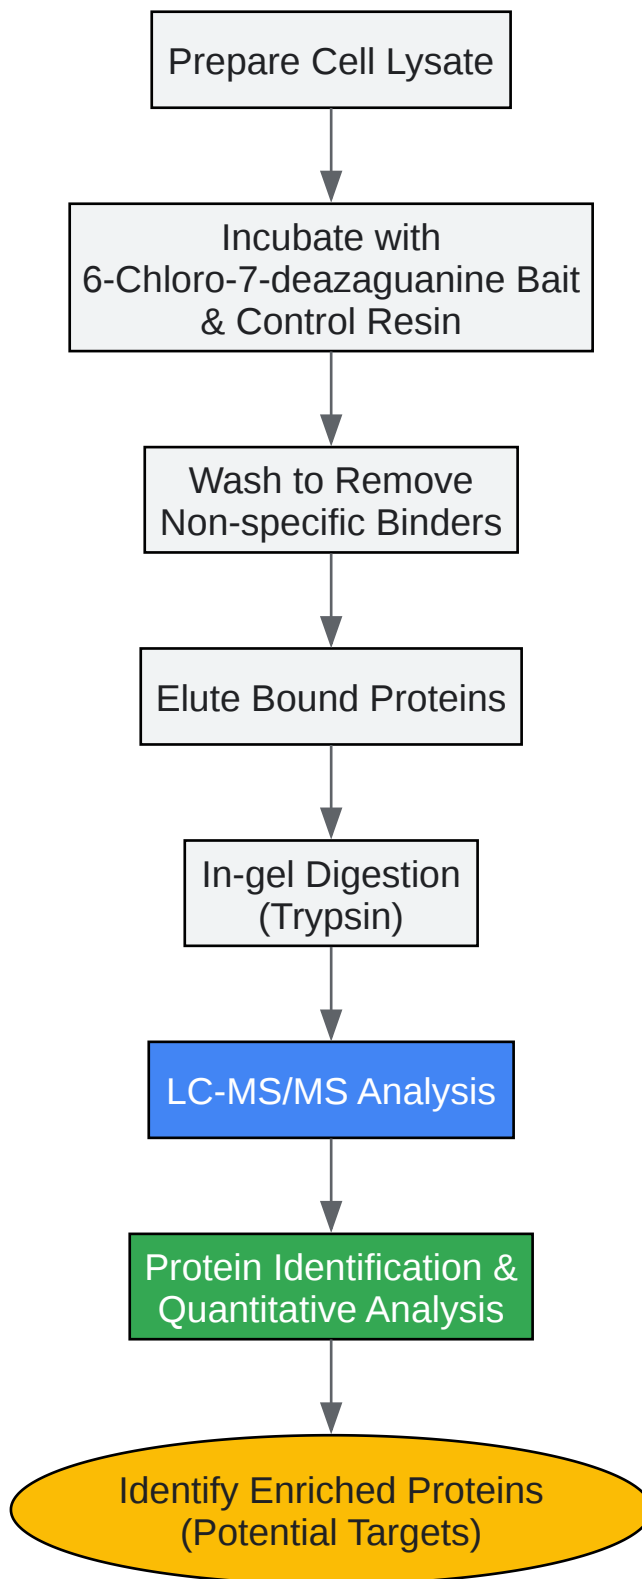 Prepare Cell Lysate
Incubate with
6-Chloro-7-deazaguanine Bait
& Control Resin
Wash to Remove
Non-specific Binders
Elute Bound Proteins
In-gel Digestion
(Trypsin)
LC-MS/MS Analysis
Protein Identification &
Quantitative Analysis
Identify Enriched Proteins
(Potential Targets)